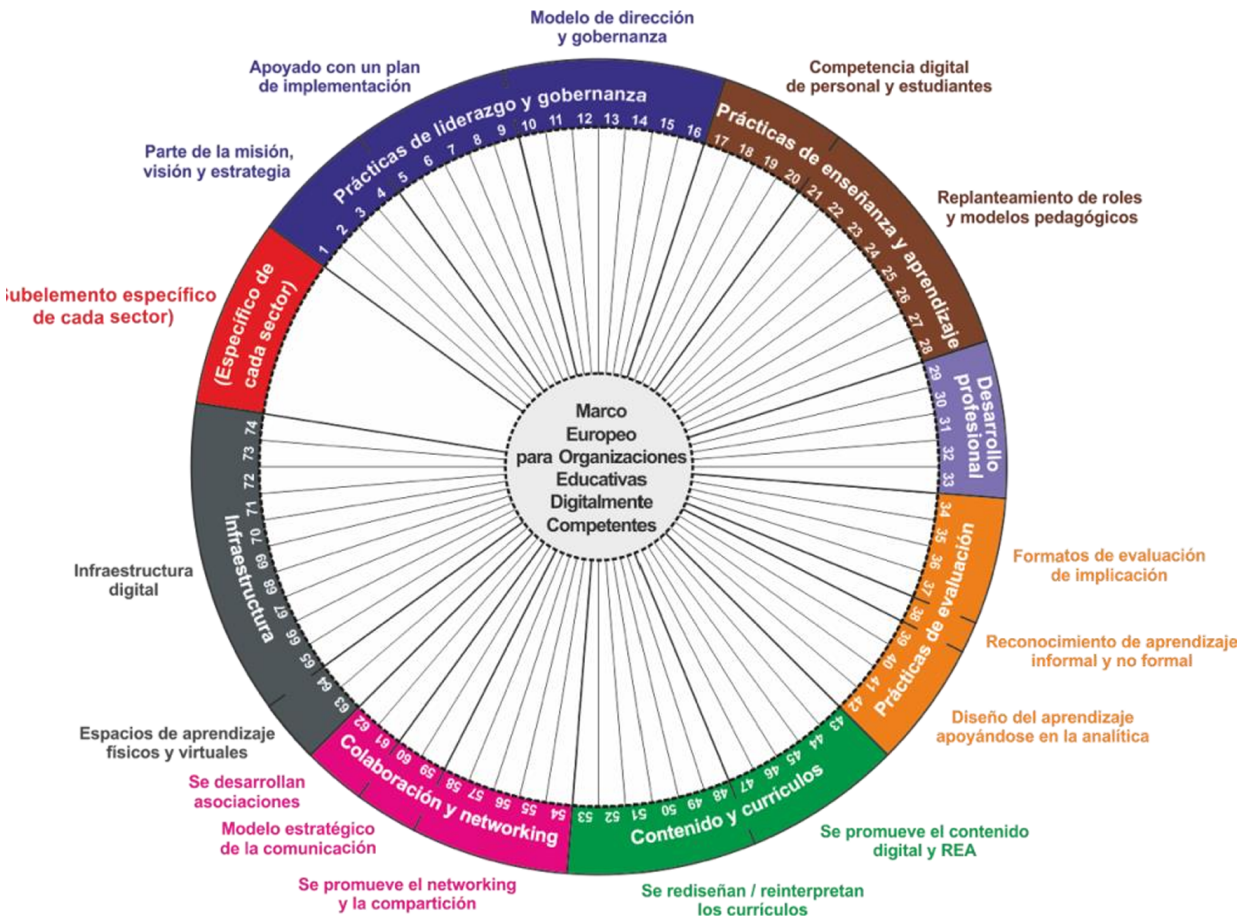 Modelo de dirección
y gobernanza
Apoyado con un plan
de implementación
Competencia digital
de personal y estudiantes
Parte de la misión,
visión y estrategia
Replanteamiento de roles
y modelos pedagógicos
Prácticas de liderazgo y gobernanza
Prácticas de enseñanza y aprendizaje
Desarrollo
profesional
Prácticas de evaluación
Contenido y currículos
Colaboración y networking
Infraestructura
(Específico de
cada sector)
ubelemento específico
de cada sector)
1 2 3 4 5 6 7 8 9 10 11 12 13 14 15 16
17 18 19 20 21 22 23 24 25 26 27 28
29 30 31 32 33
34 35 36 37 38 39 40 41 42
43 44 45 46 47 48 49 50 51 52 53
54 55 56 57 58 59 60 61 62
63 64 65 66 67 68 69 70 71 72 73 74
Marco
Europeo
para Organizaciones
Educativas
Digitalmente
Competentes
Formatos de evaluación
de implicación
Reconocimiento de aprendizaje
informal y no formal
Diseño del aprendizaje
apoyándose en la analítica
Infraestructura
digital
Espacios de aprendizaje
físicos y virtuales
Se desarrollan
asociaciones
Modelo estratégico
de la comunicación
Se promueve el networking
y la compartición
Se promueve el contenido
digital y REA
Se rediseñan / reinterpretan
los currículos